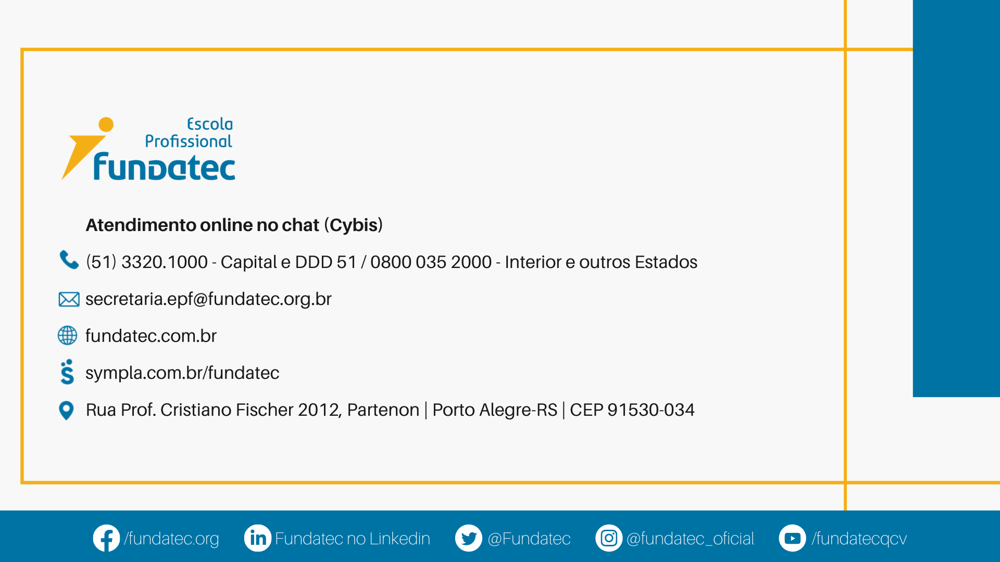 Escola
Profissional
fundatec
Atendimento online no chat (Cybis)
(51) 3320.1000 - Capital e DDD 51 / 0800 035 2000 - Interior e outros Estados
secretaria.epf@fundatec.org.br
fundatec.com.br
sympla.com.br/fundatec
Rua Prof. Cristiano Fischer 2012, Partenon | Porto Alegre-RS | CEP 91530-034
/fundatec.org Fundatec no Linkedin @Fundatec @fundatec_oficial /fundatecqcv